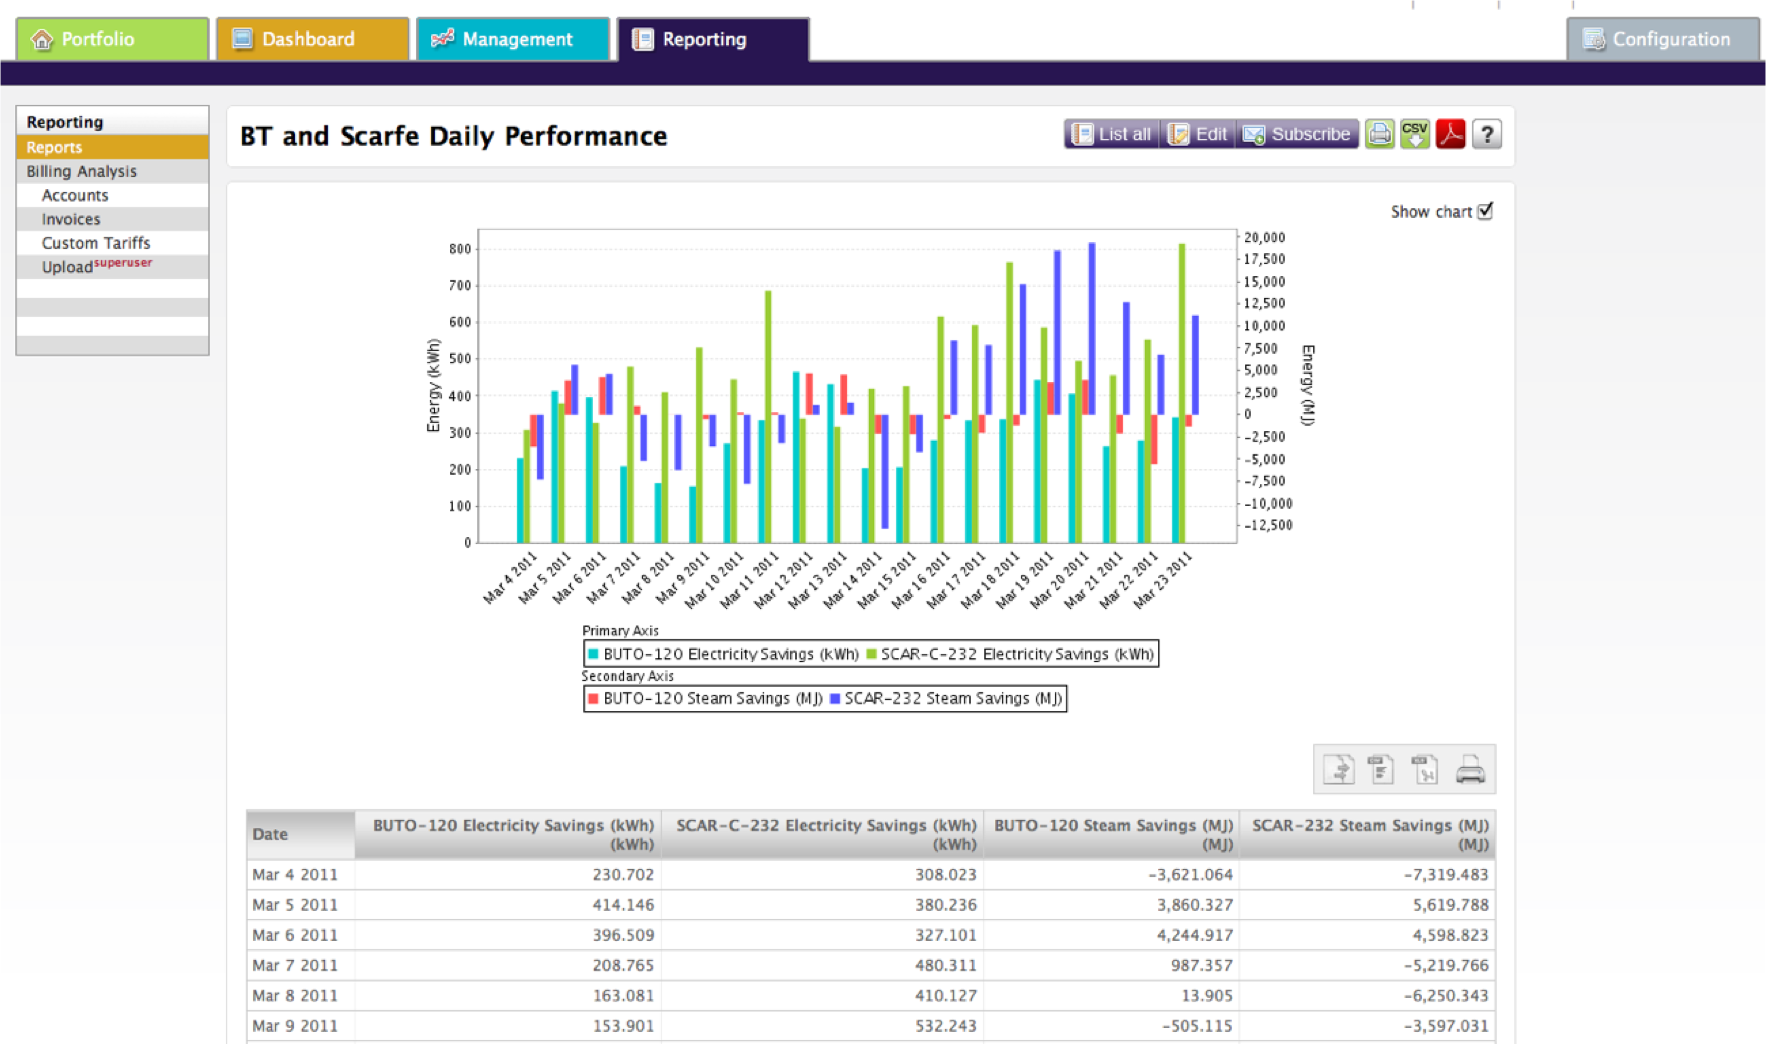 Portfolio
Dashboard
Management
Reporting
Configuration
Reporting
Reports
Billing Analysis
Accounts
Invoices
Custom Tariffs
Upload superuser
BT and Scarfe Daily Performance
List all
Edit
Subscribe
CSV
?
Show chart
Energy (kWh)
800
700
600
500
400
300
200
100
0
20,000
17,500
15,000
12,500
10,000
7,500
5,000
2,500
0
-2,500
-5,000
-7,500
-10,000
-12,500
Energy (MJ)
Mar 4 2011
Mar 5 2011
Mar 6 2011
Mar 7 2011
Mar 8 2011
Mar 9 2011
Mar 10 2011
Mar 11 2011
Mar 12 2011
Mar 13 2011
Mar 14 2011
Mar 15 2011
Mar 16 2011
Mar 17 2011
Mar 18 2011
Mar 19 2011
Mar 20 2011
Mar 21 2011
Mar 22 2011
Mar 23 2011
Primary Axis
BUTO-120 Electricity Savings (kWh) SCAR-C-232 Electricity Savings (kWh)
Secondary Axis
BUTO-120 Steam Savings (MJ) SCAR-232 Steam Savings (MJ)
Date BUTO-120 Electricity Savings (kWh) (kWh) SCAR-C-232 Electricity Savings (kWh) (kWh) BUTO-120 Steam Savings (MJ) (MJ) SCAR-232 Steam Savings (MJ) (MJ)
Mar 4 2011 230.702 308.023 -3,621.064 -7,319.483
Mar 5 2011 414.146 380.236 3,860.327 5,619.788
Mar 6 2011 396.509 327.101 4,244.917 4,598.823
Mar 7 2011 208.765 480.311 987.357 -5,219.766
Mar 8 2011 163.081 410.127 13.905 -6,250.343
Mar 9 2011 153.901 532.243 -505.115 -3,597.031